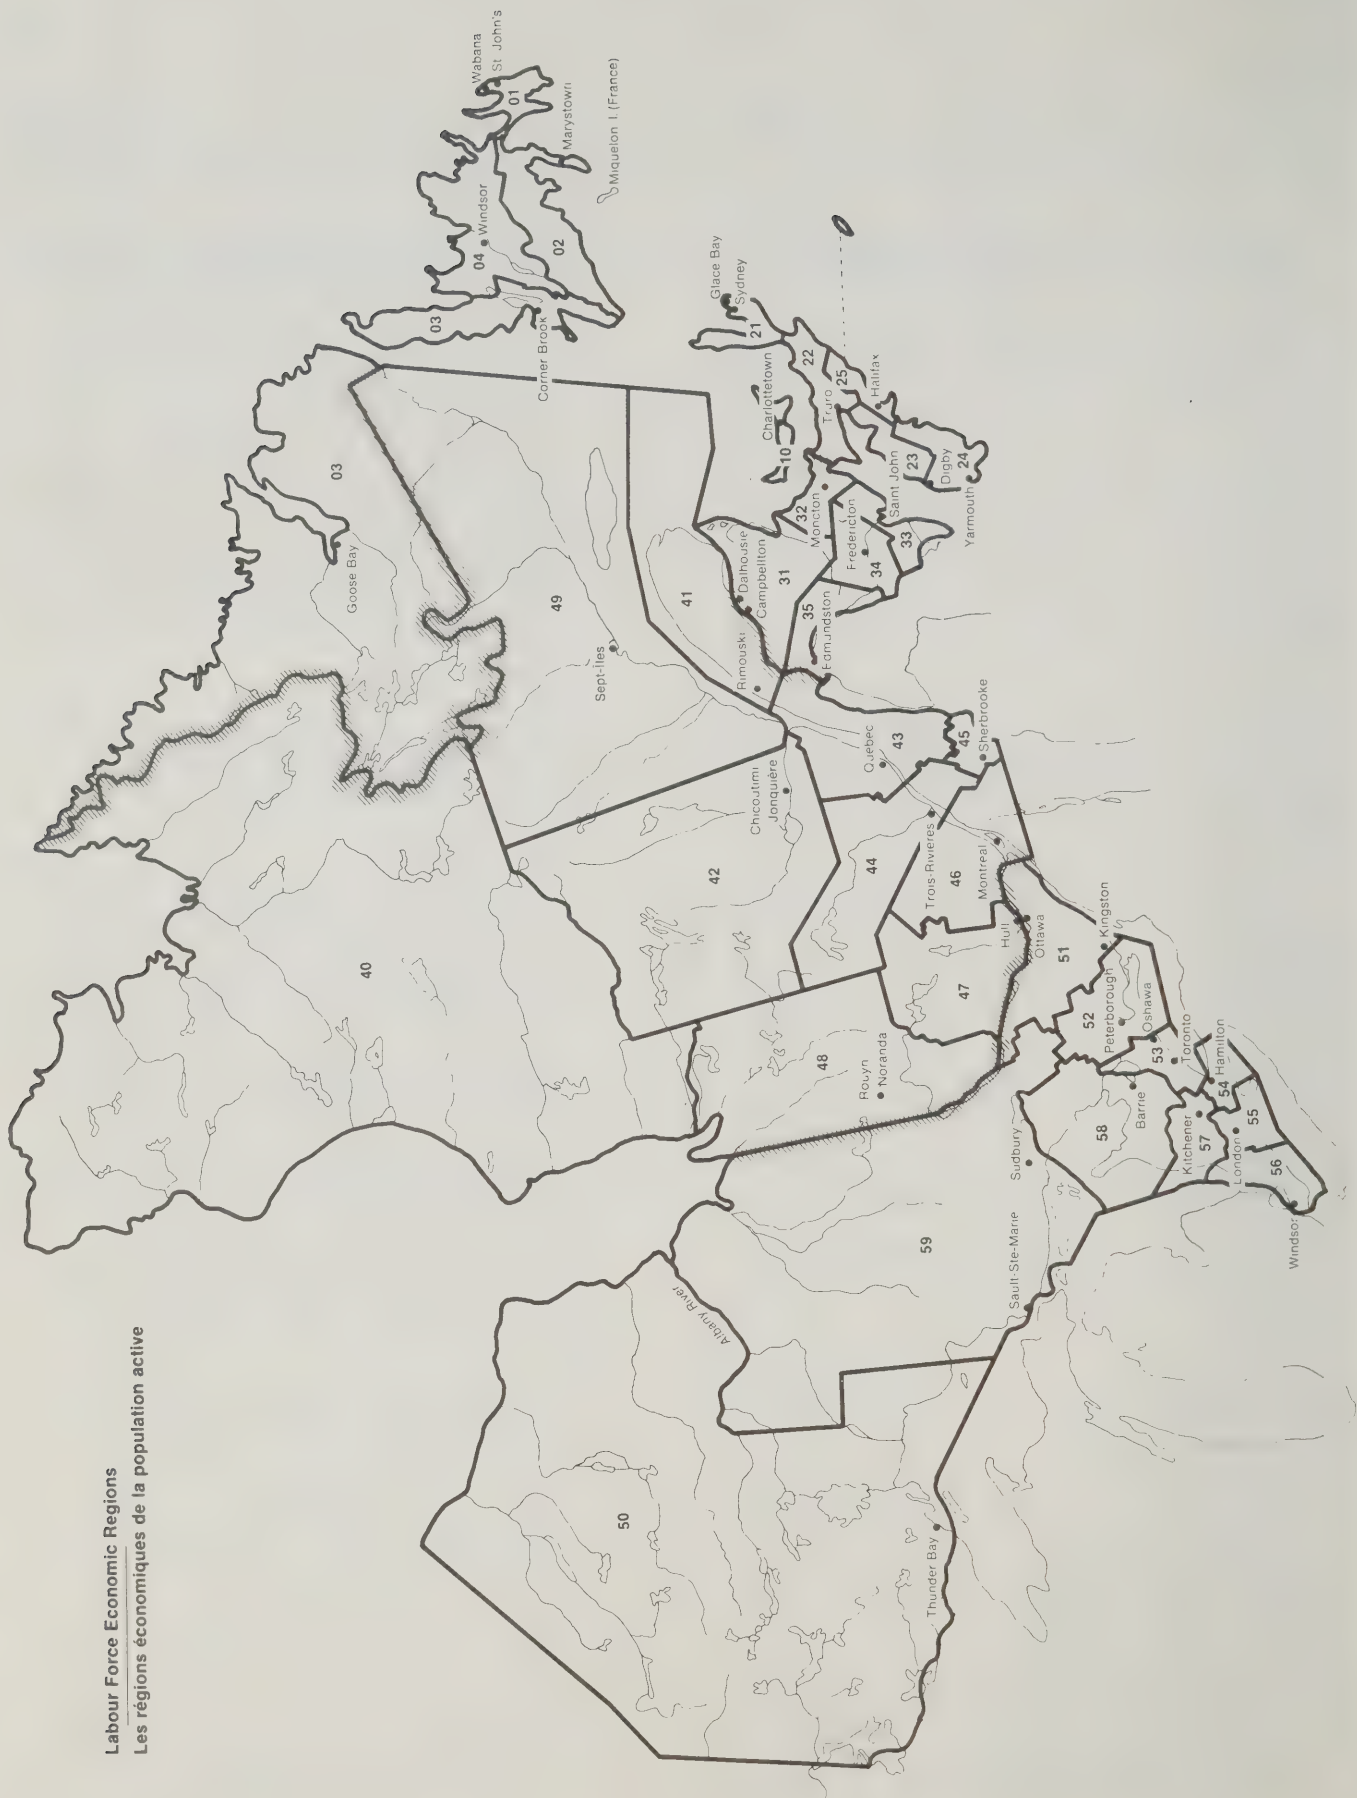 Labour Force Economic Regions
Les régions économiques de la population active
Wabana
St John's
01
Marystown
Miquelon I. (France)
Windsor
04
02
03
Corner Brook
03
Goose Bay
Glace Bay
Sydney
21
22
25
Halifax
Truro
Charlottetown
10
23
Digby
24
Yarmouth
Saint John
32
Moncton
Fredericton
33
34
31
Dalhousie
Campbellton
35
Edmundston
Rimouski
41
49
Sept-Îles
40
42
Chicoutimi
Jonquière
Québec
43
45
Sherbrooke
44
Trois-Rivières
46
Montreal
Hull
Ottawa
47
48
Rouyn
Noranda
51
Kingston
52
Peterborough
Oshawa
53
Toronto
Hamilton
54
55
Barrie
58
Kitchener
57
London
56
Windsor
Sudbury
Sault-Ste-Marie
59
Albany River
50
Thunder Bay